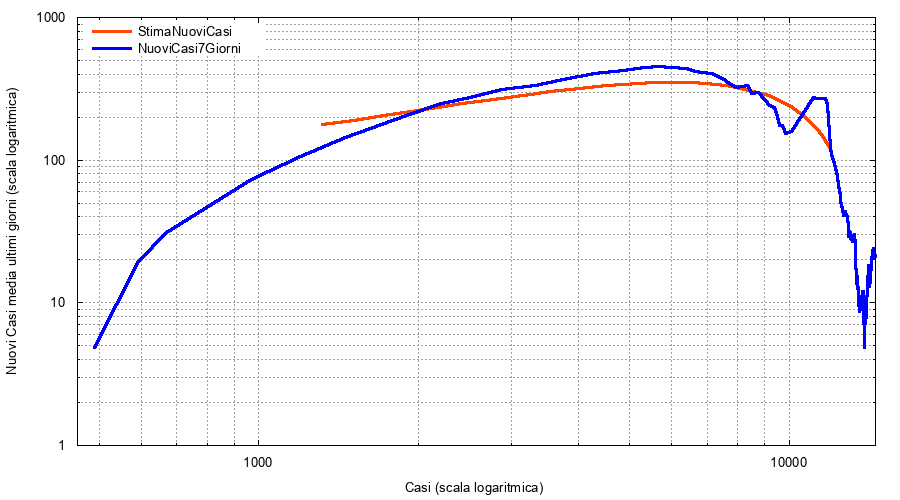 1000
StimaNuoviCasi
NuoviCasi7Giorni
100
10
1
Nuovi Casi media ultimi giorni (scala logaritmica)
1000
10000
Casi (scala logaritmica)